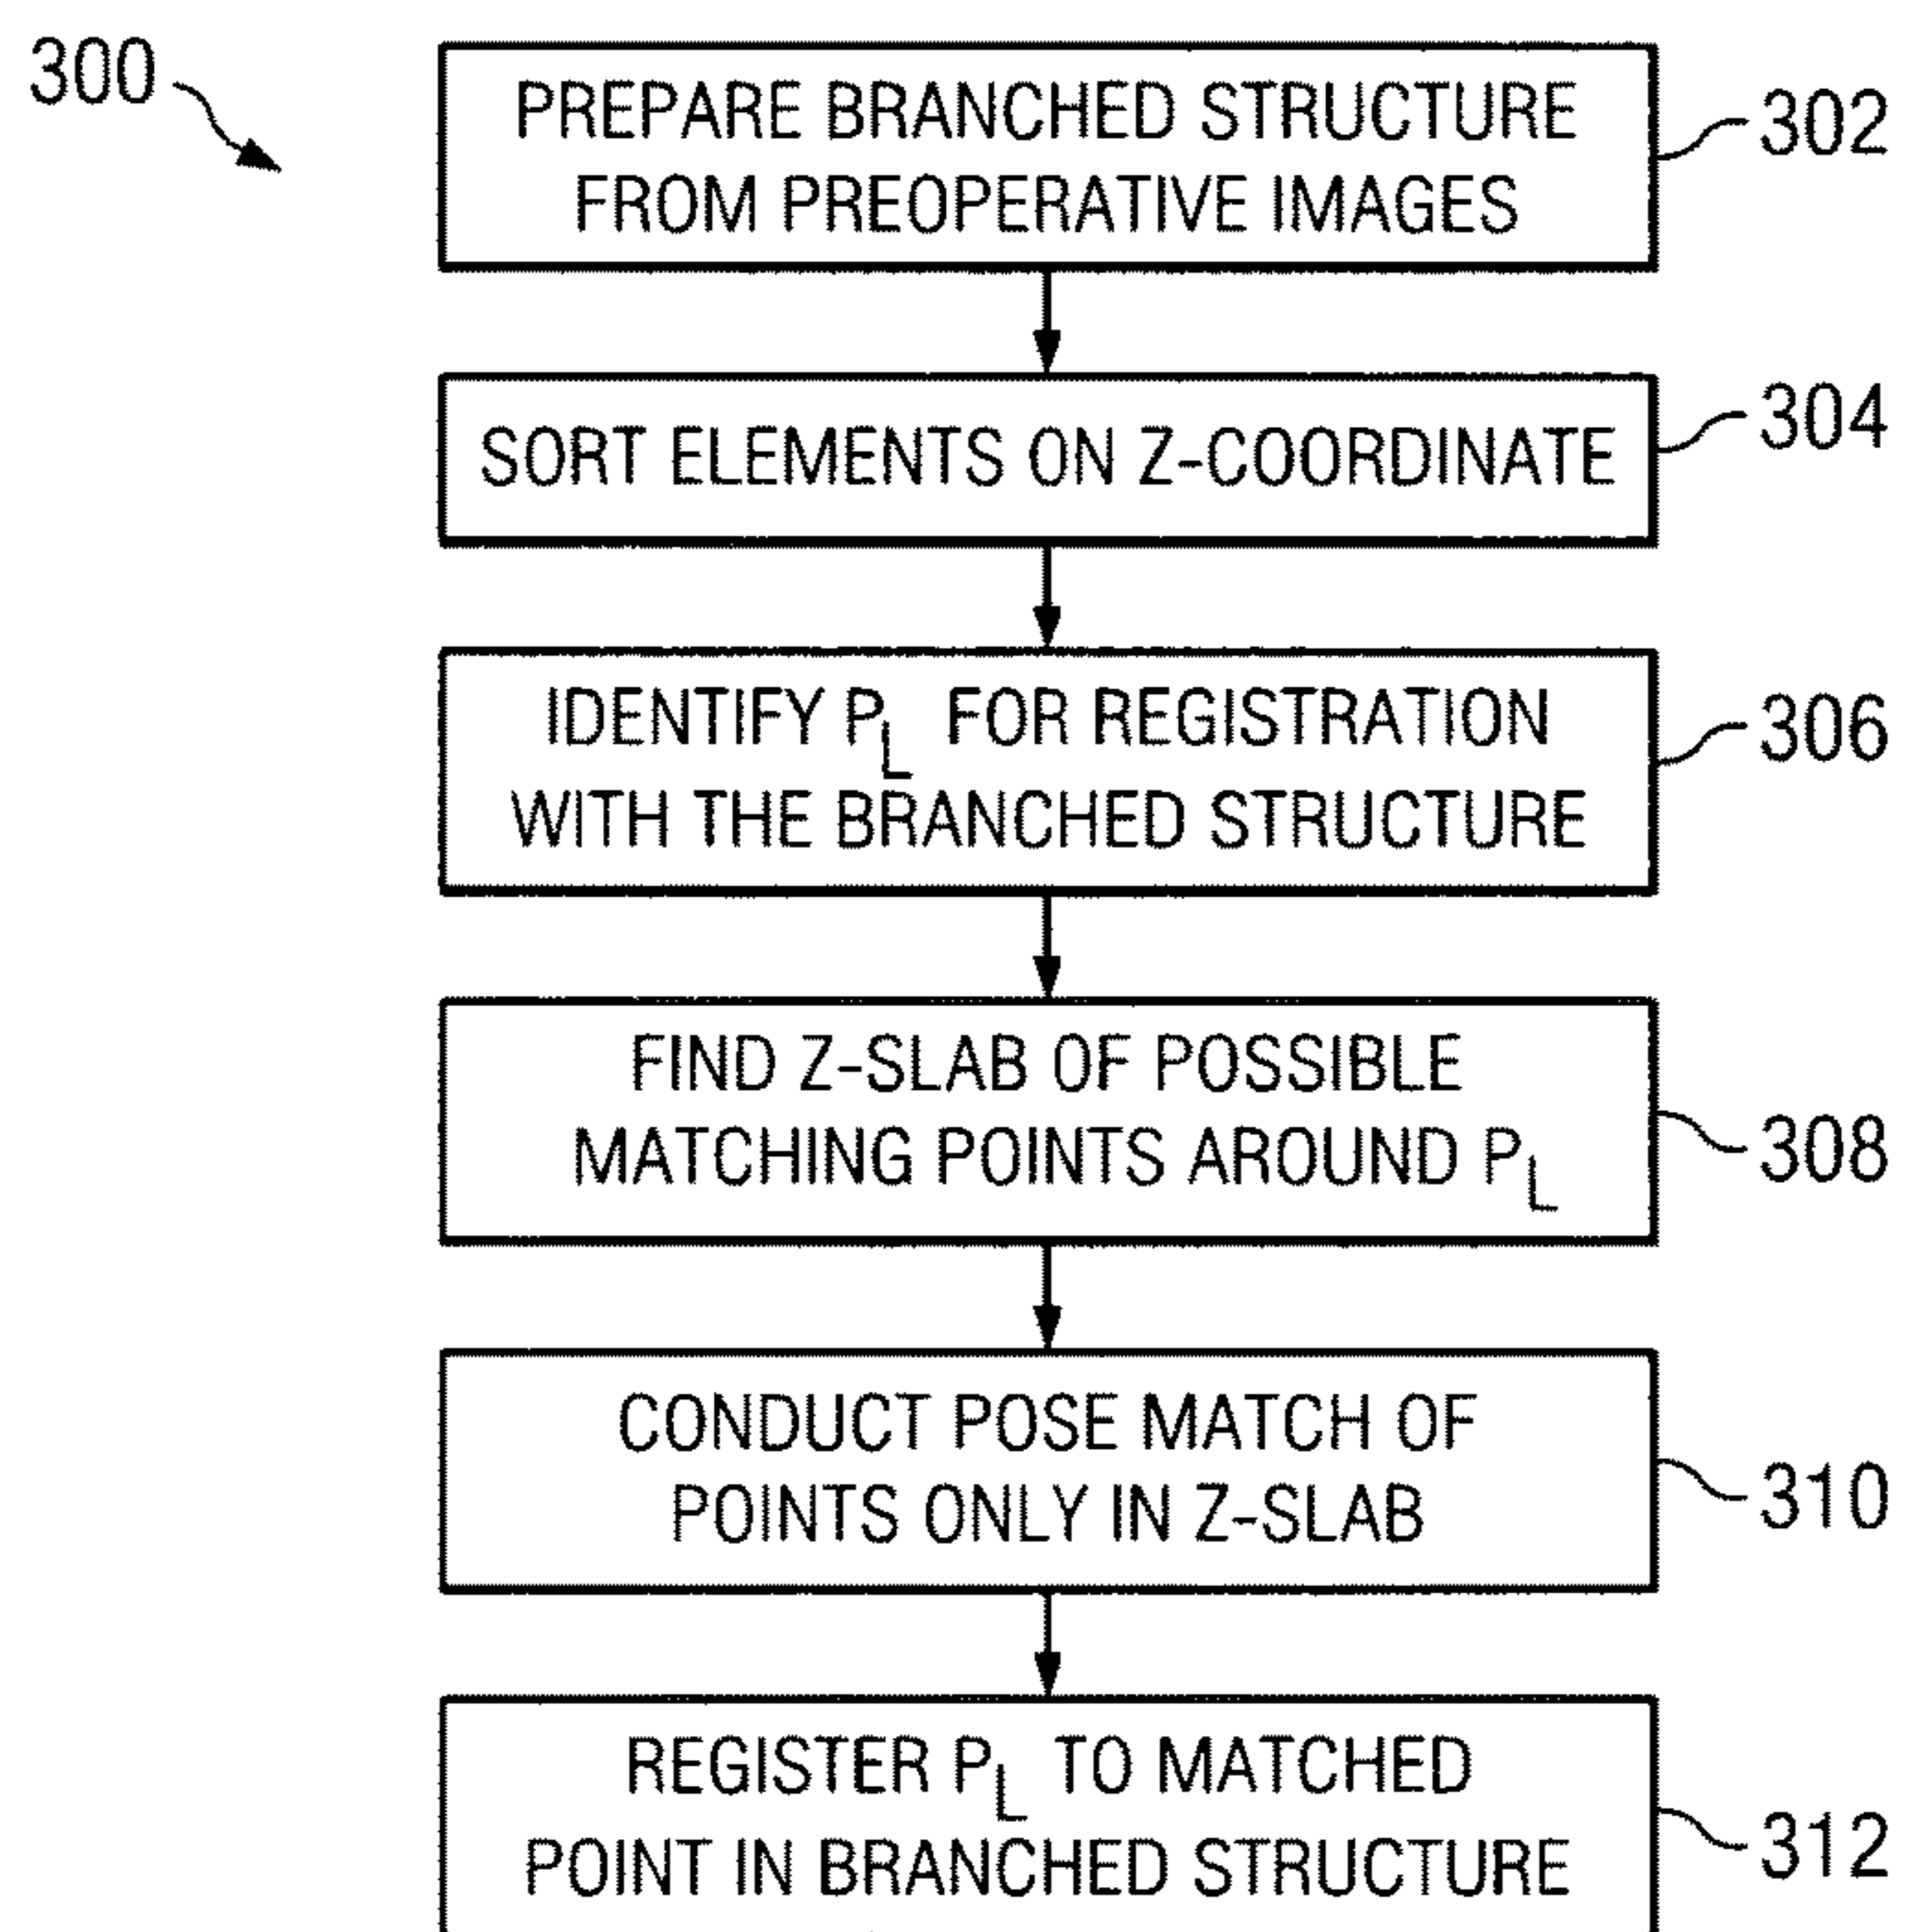 300
PREPARE BRANCHED STRUCTURE
FROM PREOPERATIVE IMAGES
302
SORT ELEMENTS ON Z-COORDINATE
304
IDENTIFY PL FOR REGISTRATION
WITH THE BRANCHED STRUCTURE
306
FIND Z-SLAB OF POSSIBLE
MATCHING POINTS AROUND PL
308
CONDUCT POSE MATCH OF
POINTS ONLY IN Z-SLAB
310
REGISTER PL TO MATCHED
POINT IN BRANCHED STRUCTURE
312